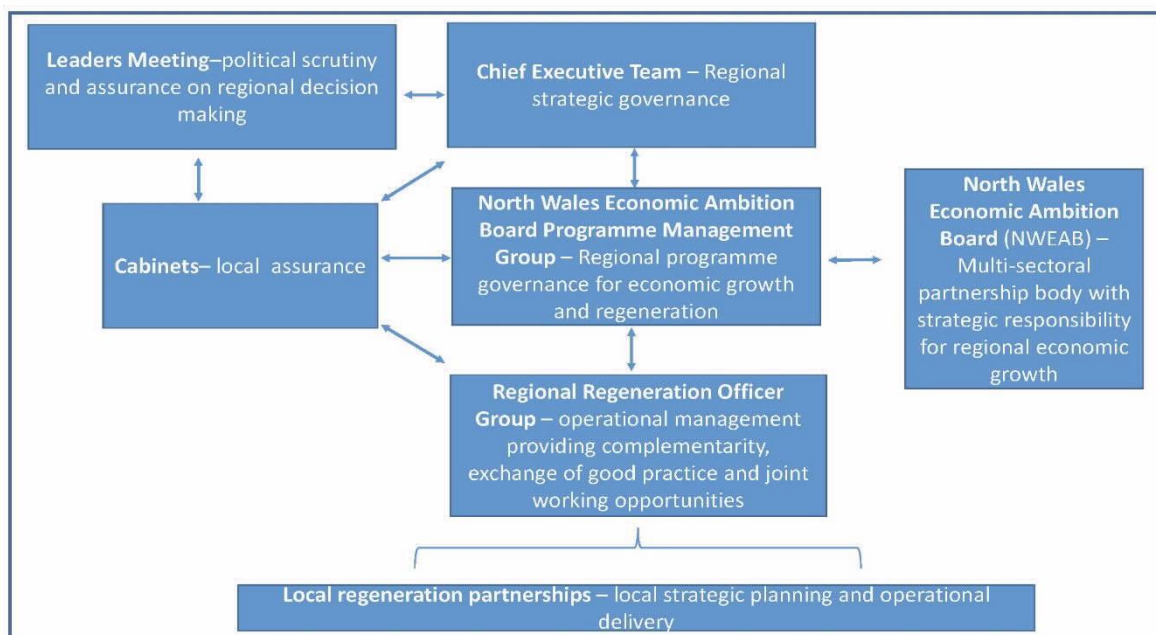 Leaders Meeting–political scrutiny
and assurance on regional decision
making
Chief Executive Team – Regional
strategic governance
Cabinets– local assurance
North Wales Economic Ambition
Board Programme Management
Group – Regional programme
governance for economic growth
and regeneration
North Wales
Economic Ambition
Board (NWEAB) –
Multi-sectoral
partnership body with
strategic responsibility
for regional economic
growth
Regional Regeneration Officer
Group – operational management
providing complementarity,
exchange of good practice and joint
working opportunities
Local regeneration partnerships – local strategic planning and operational
delivery